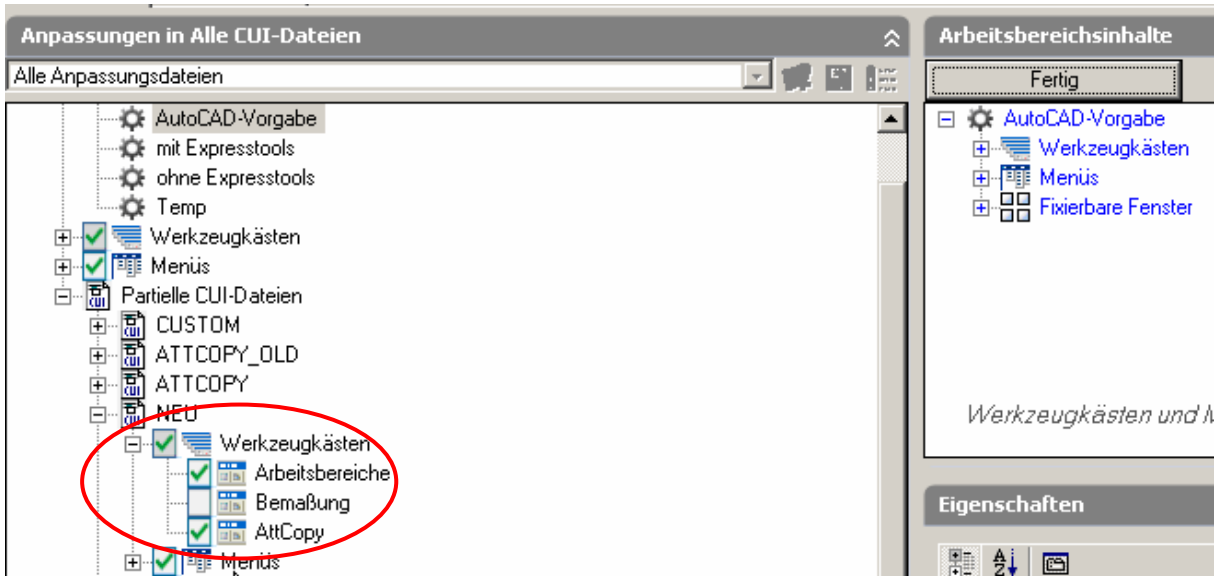 Anpassungen in Alle CUI-Dateien
Alle Anpassungsdateien
AutoCAD-Vorgabe
mit Expresstools
ohne Expresstools
Temp
Werkzeugkästen
Menüs
Partielle CUI-Dateien
CUSTOM
ATTCOPY_OLD
ATTCOPY
NEU
Werkzeugkästen
Arbeitsbereiche
Bemaßung
AttCopy
Menüs
Arbeitsbereichsinhalte
Fertig
AutoCAD-Vorgabe
Werkzeugkästen
Menüs
Fixierbare Fenster
Werkzeugkästen und
Eigenschaften